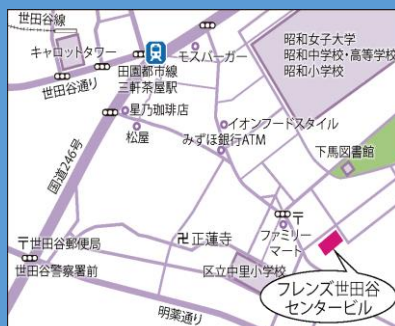 世田谷線
キャロットタワー
世田谷通り
モスバーガー
田園都市線
三軒茶屋駅
昭和女子大学
昭和中学校・高等学校
昭和小学校
星乃珈琲店
松屋
イオンフードスタイル
みずほ銀行ATM
下馬図書館
国道246号
ファミリー
マート
世田谷郵便局
世田谷警察署前
正蓮寺
区立中里小学校
明薬通り
フレンズ世田谷
センタービル